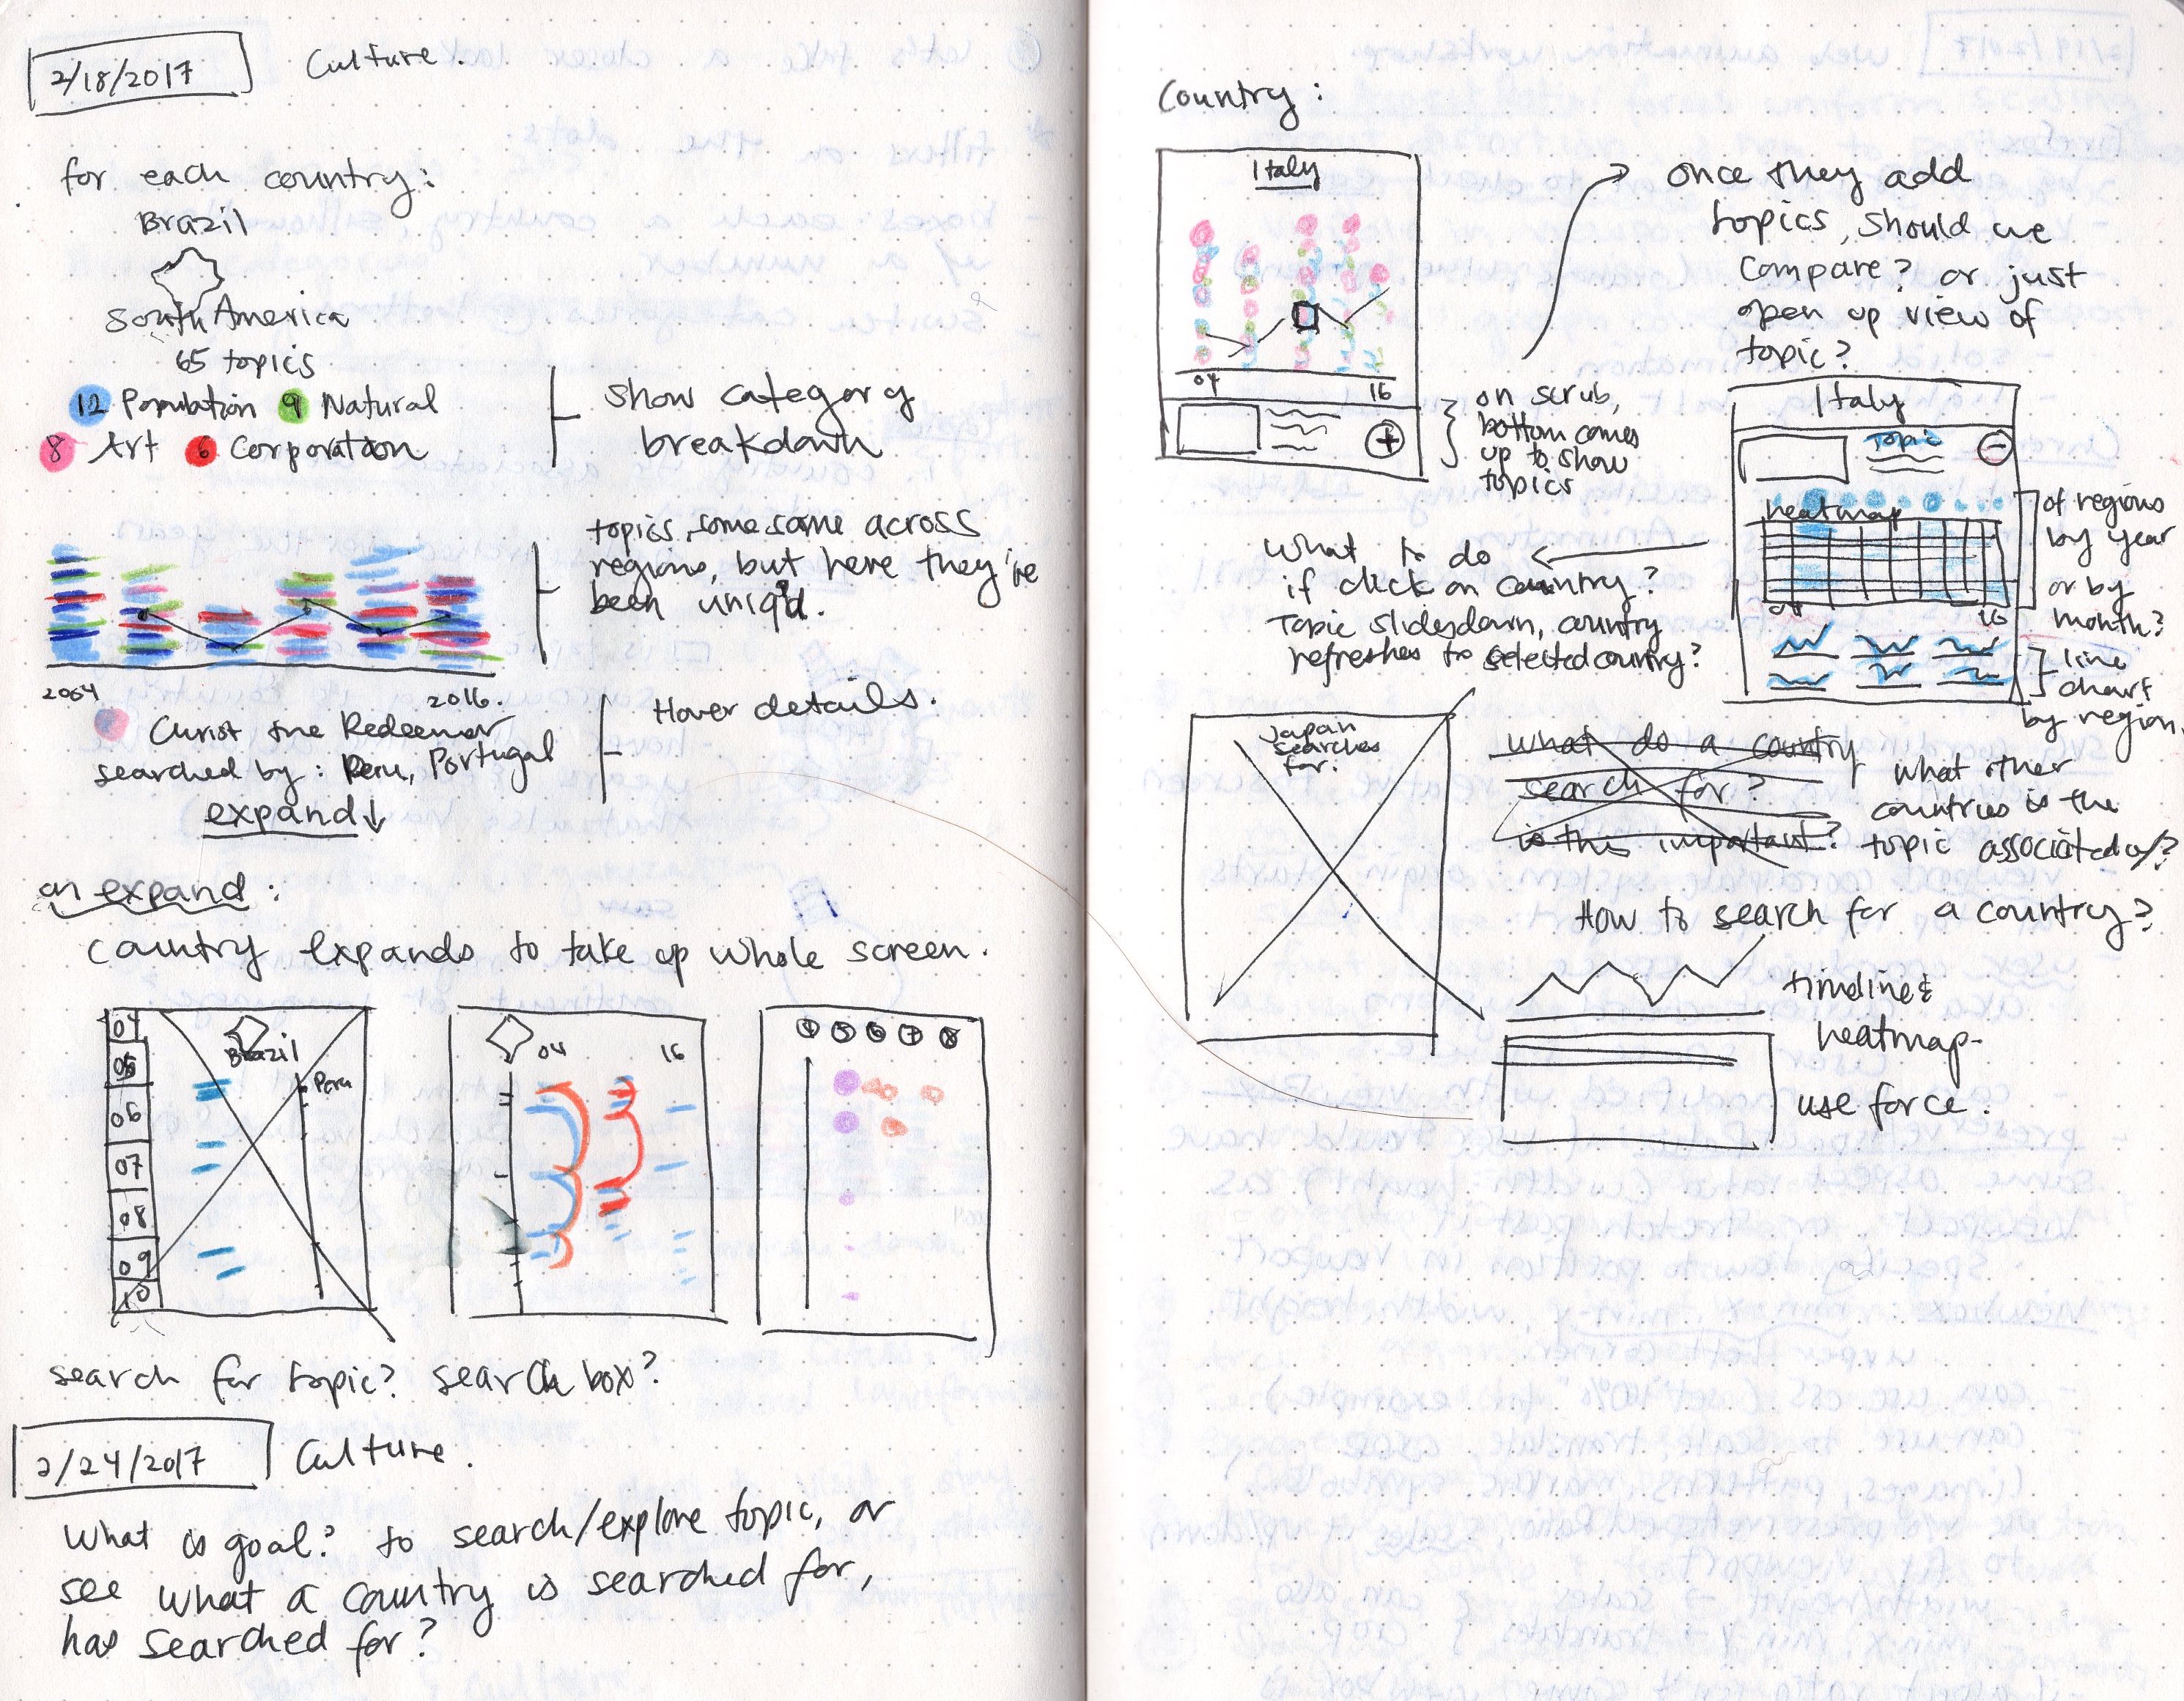 2/18/2017
Culture.
for each country:
Brazil
South America
65 topics
12 Population 9 Natural
8 Art 6 Corporation
show category
breakdown
topics, some same across
regions, but here they're
been uniq'd.
2004
2016.
Christ the Redeemer
searched by: Peru, Portugal
expand↓
Hover details.
on expand:
country expands to take up whole screen.
04
05
06
07
08
09
10
Brazil
Peru
04
16
4 5 6 7 8
search for topic? search box?
2/24/2017
Culture.
What is goal? to search/explore topic, or
see what a country is searched for,
has searched for?
Country:
Italy
04
16
+
once they add
topics, should we
compare? or just
open up view of
topic?
on scrub,
bottom comes
up to show
topics
Italy
Topic
−
heatmap
04
16
of regions
by year
or by
month?
line
chart
by region.
What to do
if click on country?
Topic slides down, country
refreshes to selected country?
Japan
searches
for.
what do a country
search for?
is this important?
what other
countries is the
topic associated w/?
How to search for a country?
timeline &
heatmap-
use force.